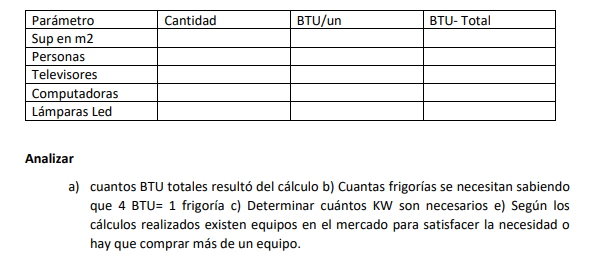 Parámetro Cantidad BTU/un BTU- Total
Sup en m2
Personas
Televisores
Computadoras
Lámparas Led
Analizar
a) cuantos BTU totales resultó del cálculo b) Cuantas frigorías se necesitan sabiendo
que 4 BTU= 1 frigoría c) Determinar cuántos KW son necesarios e) Según los
cálculos realizados existen equipos en el mercado para satisfacer la necesidad o
hay que comprar más de un equipo.